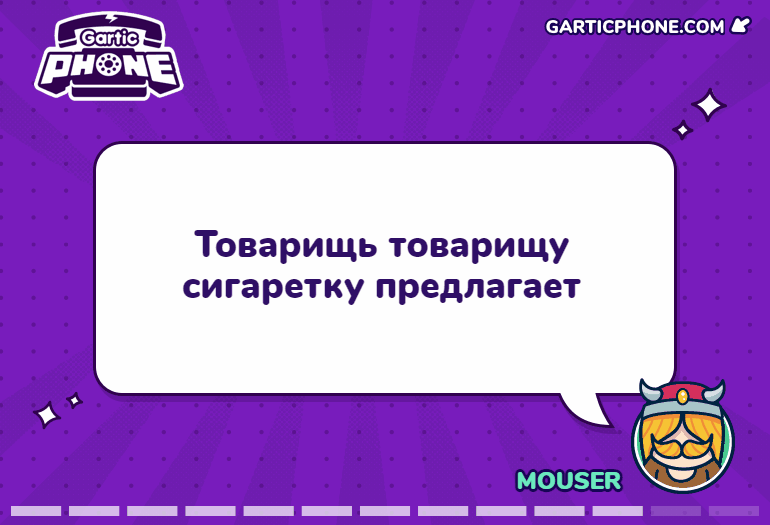 Gartic
PHONE
GARTICPHONE.COM
Товарищь товарищу
сигаретку предлагает
MOUSER